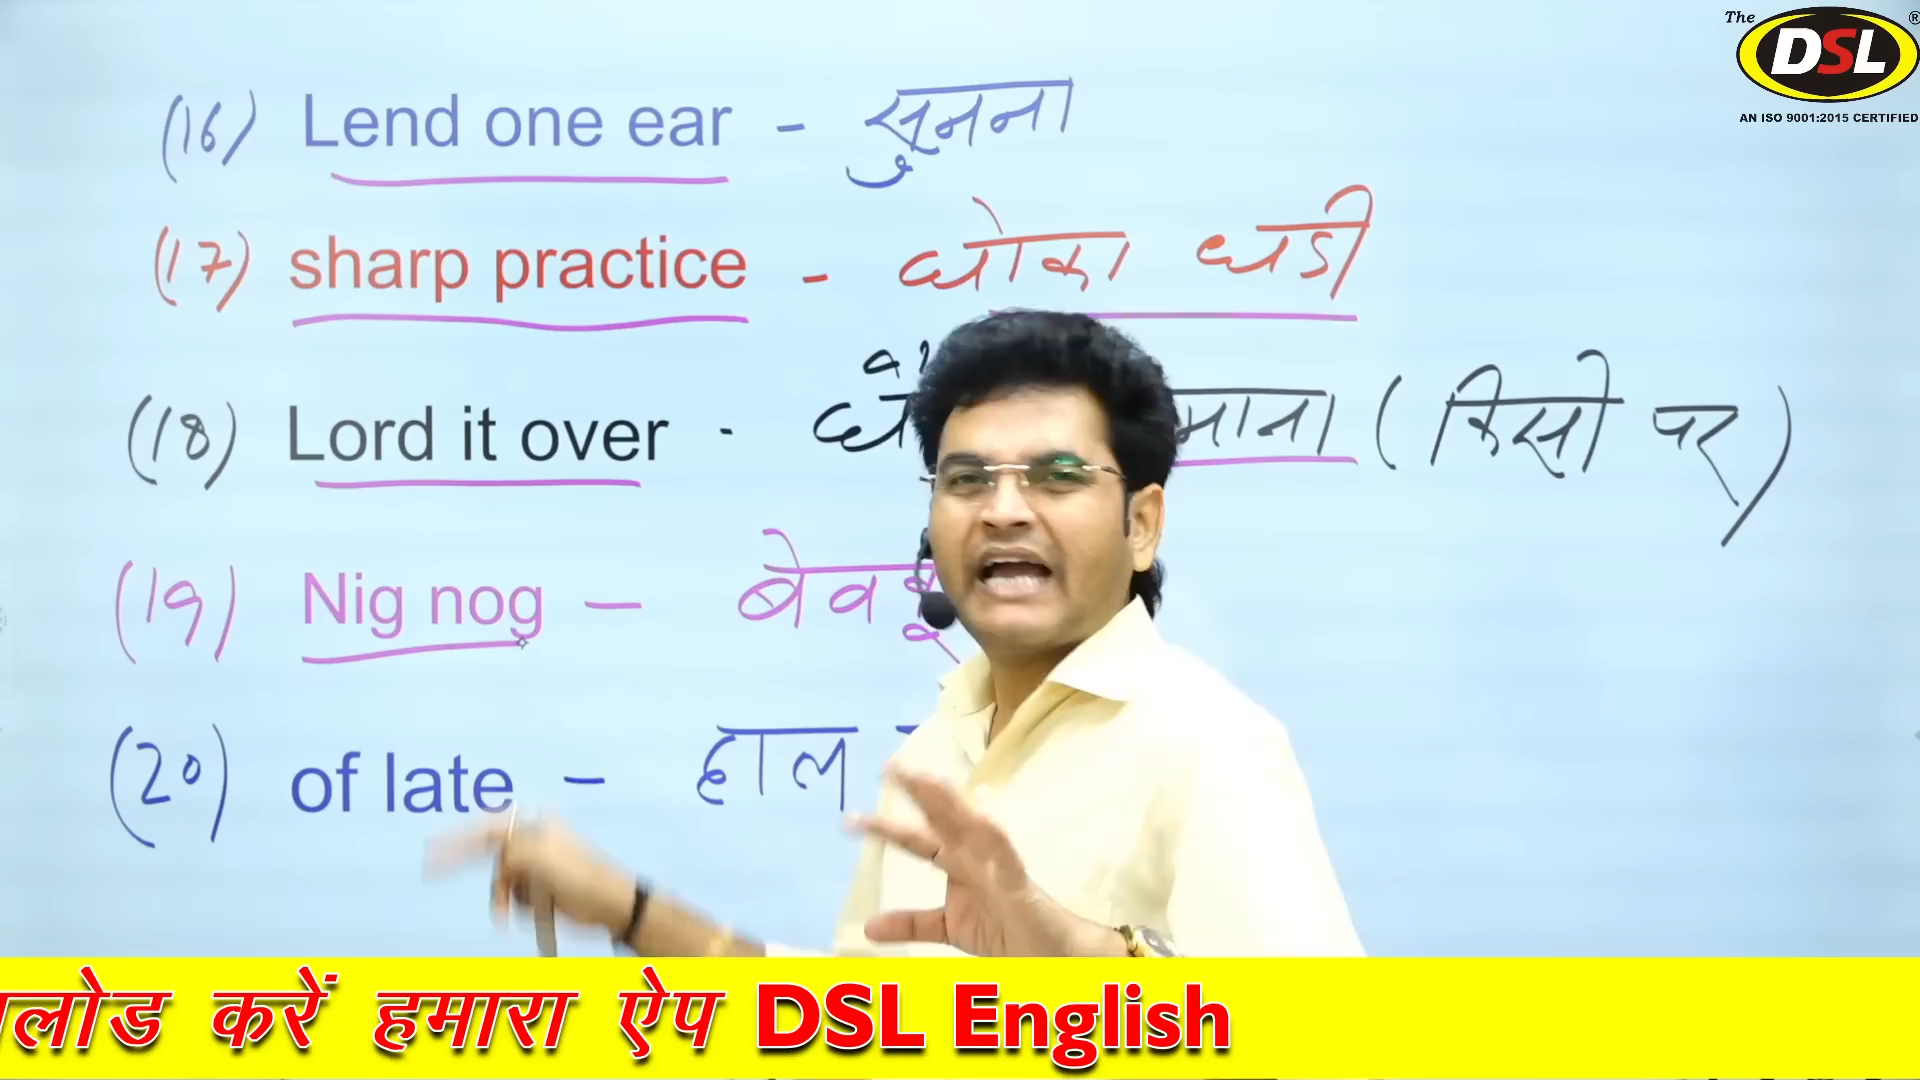 The DSL ®
AN ISO 9001:2015 CERTIFIED
(16) Lend one ear - सुनना
(17) sharp practice - धोका धडी
(18) Lord it over - (किसी पर)
(19) Nig nog -
(20) of late - हाल
करें हमारा ऐप DSL English